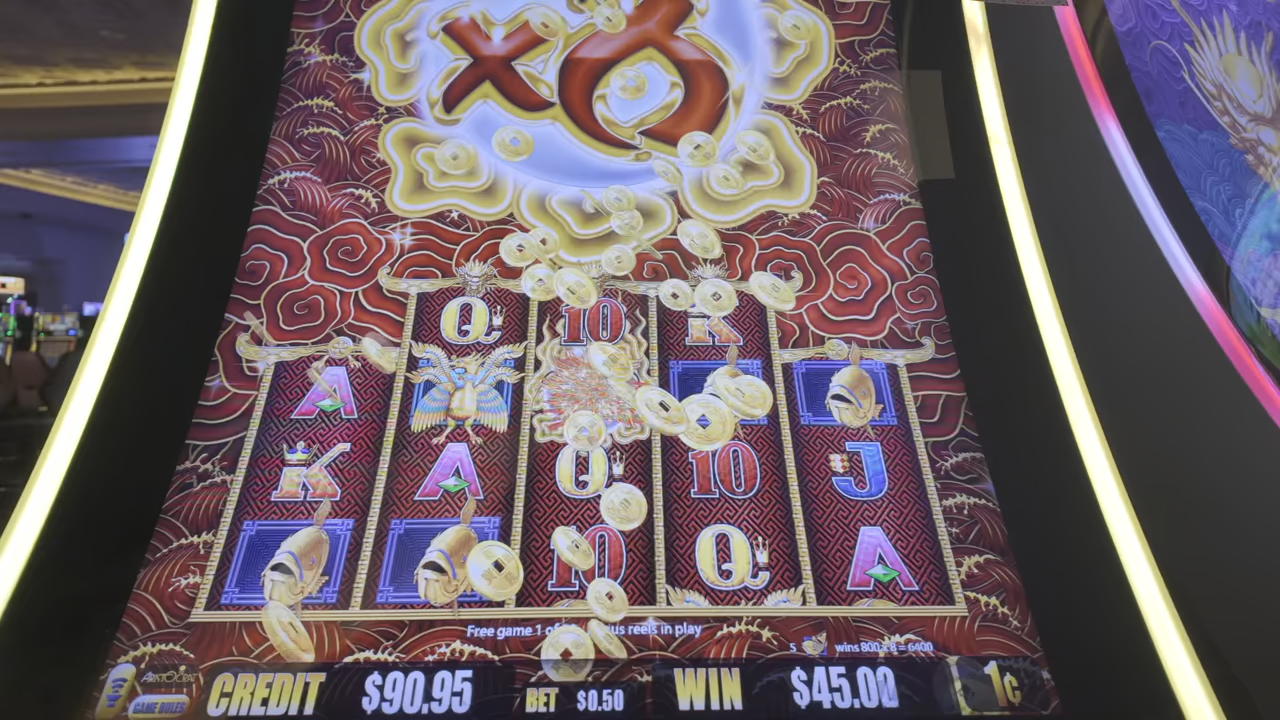 x8
Q 10 K
A
K A Q 10 J
10 Q A
Free game 1 of reels in play
5 wins 800 x 8 = 6400
ARISTOCRAT
GAME RULES
CREDIT $90.95 BET $0.50 WIN $45.00 1¢